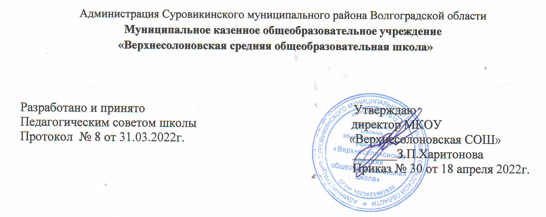 Администрация Суровикинского муниципального района Волгоградской области
Муниципальное казенное общеобразовательное учреждение
«Верхнесолоновская средняя общеобразовательная школа»
Разработано и принято
Педагогическим советом школы
Протокол № 8 от 31.03.2022г.
Утверждаю
директор МКОУ
«Верхнесолоновская СОШ»
З.П.Харитонова
Приказ № 30 от 18 апреля 2022г.